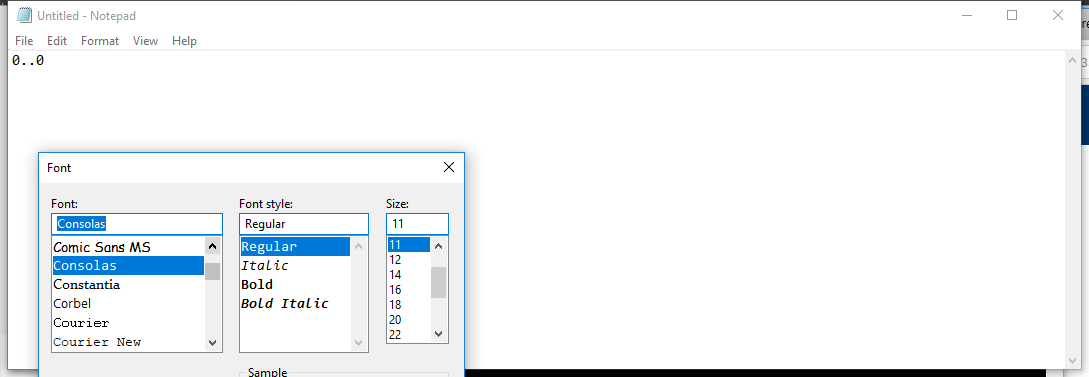 Untitled - Notepad
File Edit Format View Help
0..0
Font
Font: Font style: Size:
Consolas Regular 11
Comic Sans MS Regular 11
Consolas Italic 12
Constantia Bold 14
Corbel Bold Italic 16
Courier 18
Courier New 20
22
Sample
re
3